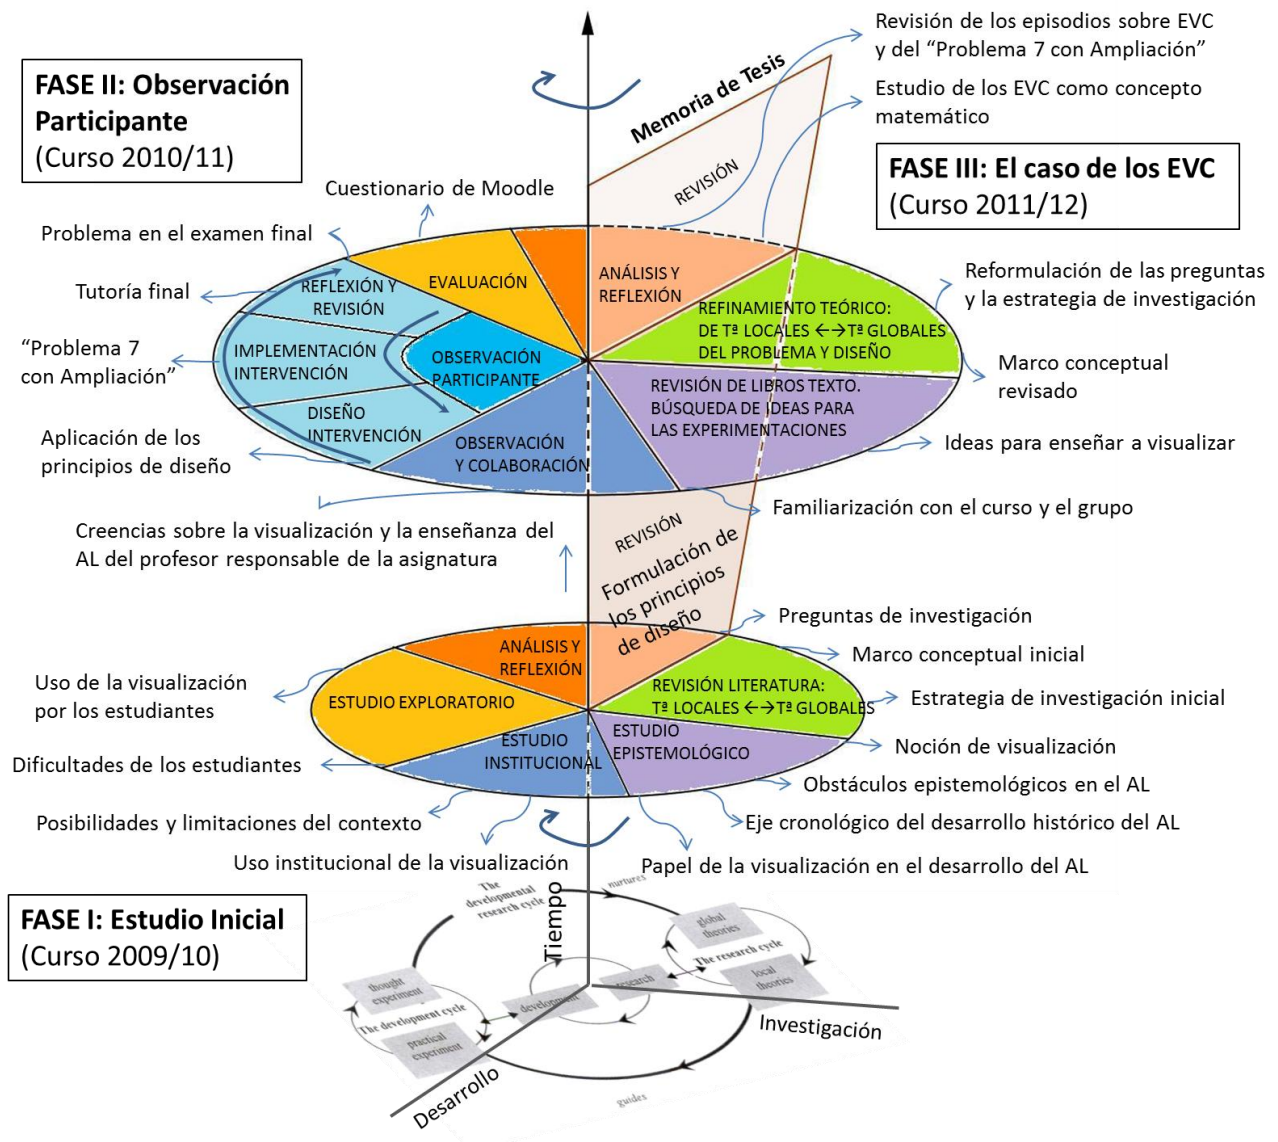 Revisión de los episodios sobre EVC
y del “Problema 7 con Ampliación”
Estudio de los EVC como concepto
matemático
FASE II: Observación
Participante
(Curso 2010/11)
Memoria de Tesis
REVISIÓN
FASE III: El caso de los EVC
(Curso 2011/12)
Cuestionario de Moodle
Problema en el examen final
Tutoría final
“Problema 7
con Ampliación”
Aplicación de los
principios de diseño
REFLEXIÓN Y
REVISIÓN
EVALUACIÓN
IMPLEMENTACIÓN
INTERVENCIÓN
OBSERVACIÓN
PARTICIPANTE
DISEÑO
INTERVENCIÓN
OBSERVACIÓN
Y COLABORACIÓN
ANÁLISIS Y
REFLEXIÓN
REFINAMIENTO TEÓRICO:
DE Tª LOCALES ←→Tª GLOBALES
DEL PROBLEMA Y DISEÑO
REVISIÓN DE LIBROS TEXTO.
BÚSQUEDA DE IDEAS PARA
LAS EXPERIMENTACIONES
Reformulación de las preguntas
y la estrategia de investigación
Marco conceptual
revisado
Ideas para enseñar a visualizar
Familiarización con el curso y el grupo
Creencias sobre la visualización y la enseñanza del
AL del profesor responsable de la asignatura
REVISIÓN
Formulación de
los principios
de diseño
Preguntas de investigación
Marco conceptual inicial
Estrategia de investigación inicial
Noción de visualización
Obstáculos epistemológicos en el AL
Eje cronológico del desarrollo histórico del AL
Papel de la visualización en el desarrollo del AL
ANÁLISIS Y
REFLEXIÓN
ESTUDIO EXPLORATORIO
REVISIÓN LITERATURA:
Tª LOCALES ←→Tª GLOBALES
ESTUDIO
INSTITUCIONAL
ESTUDIO
EPISTEMOLÓGICO
Uso de la visualización
por los estudiantes
Dificultades de los estudiantes
Posibilidades y limitaciones del contexto
Uso institucional de la visualización
FASE I: Estudio Inicial
(Curso 2009/10)
Tiempo
The
developmental
research cycle
nurtures
global
theories
The research cycle
local
theories
research
development
thought
experiment
The development cycle
practical
experiment
Investigación
Desarrollo
guides